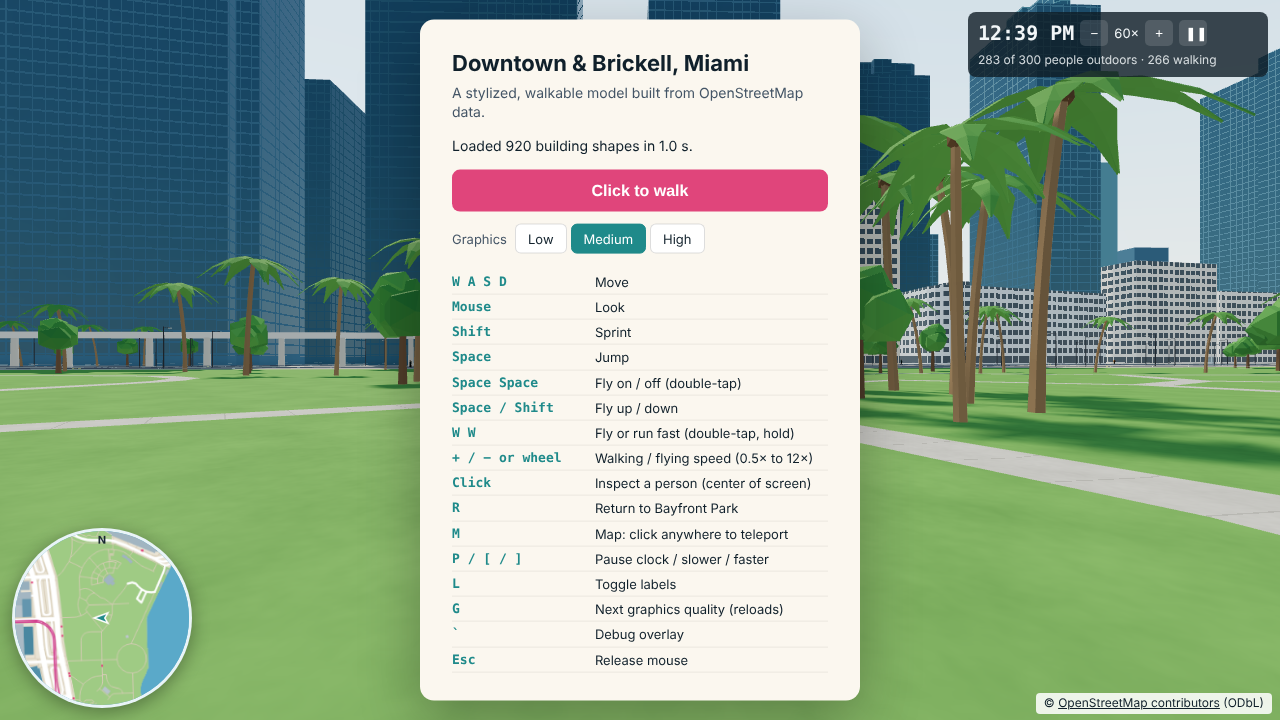 Downtown & Brickell, Miami
A stylized, walkable model built from OpenStreetMap
data.
Loaded 920 building shapes in 1.0 s.
Click to walk
Graphics Low Medium High
W A S D Move
Mouse Look
Shift Sprint
Space Jump
Space Space Fly on / off (double-tap)
Space / Shift Fly up / down
W W Fly or run fast (double-tap, hold)
+ / − or wheel Walking / flying speed (0.5× to 12×)
Click Inspect a person (center of screen)
R Return to Bayfront Park
M Map: click anywhere to teleport
P / [ / ] Pause clock / slower / faster
L Toggle labels
G Next graphics quality (reloads)
` Debug overlay
Esc Release mouse
12:39 PM − 60× + ❚❚
283 of 300 people outdoors · 266 walking
N
© OpenStreetMap contributors (ODbL)